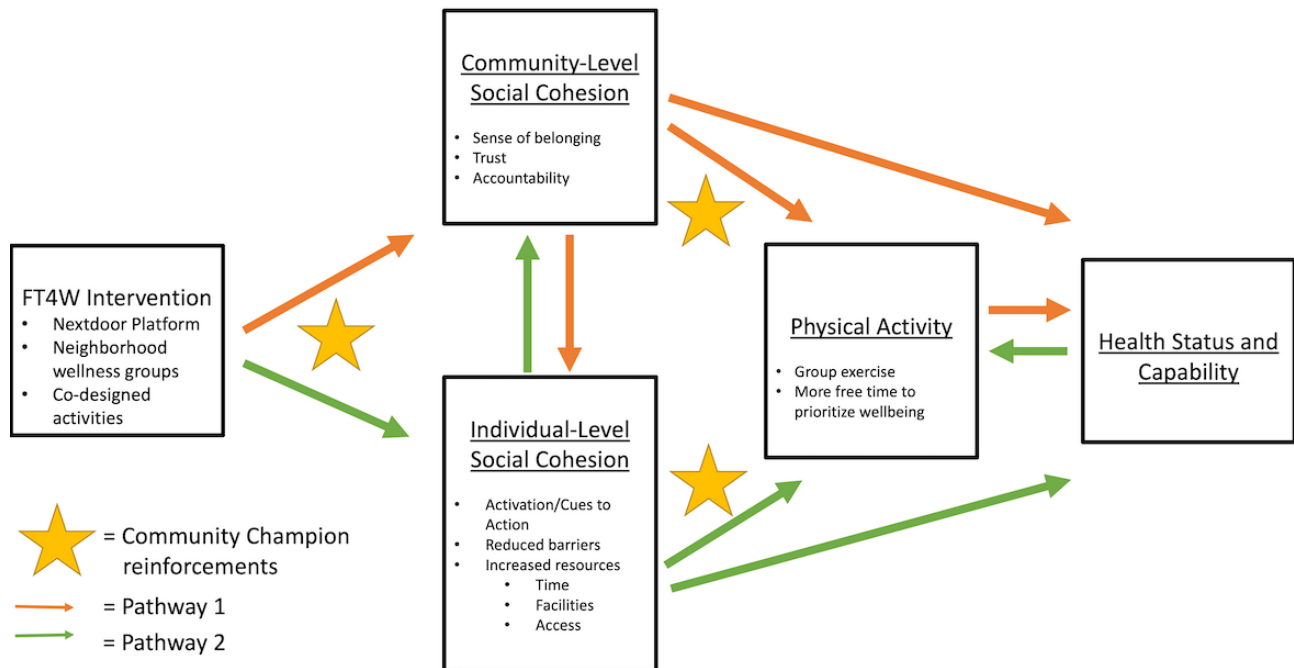 Community-Level
Social Cohesion
• Sense of belonging
• Trust
• Accountability
FT4W Intervention
• Nextdoor Platform
• Neighborhood
wellness groups
• Co-designed
activities
Individual-Level
Social Cohesion
• Activation/Cues to
Action
• Reduced barriers
• Increased resources
• Time
• Facilities
• Access
Physical Activity
• Group exercise
• More free time to
prioritize wellbeing
Health Status and
Capability
= Community Champion
reinforcements
= Pathway 1
= Pathway 2